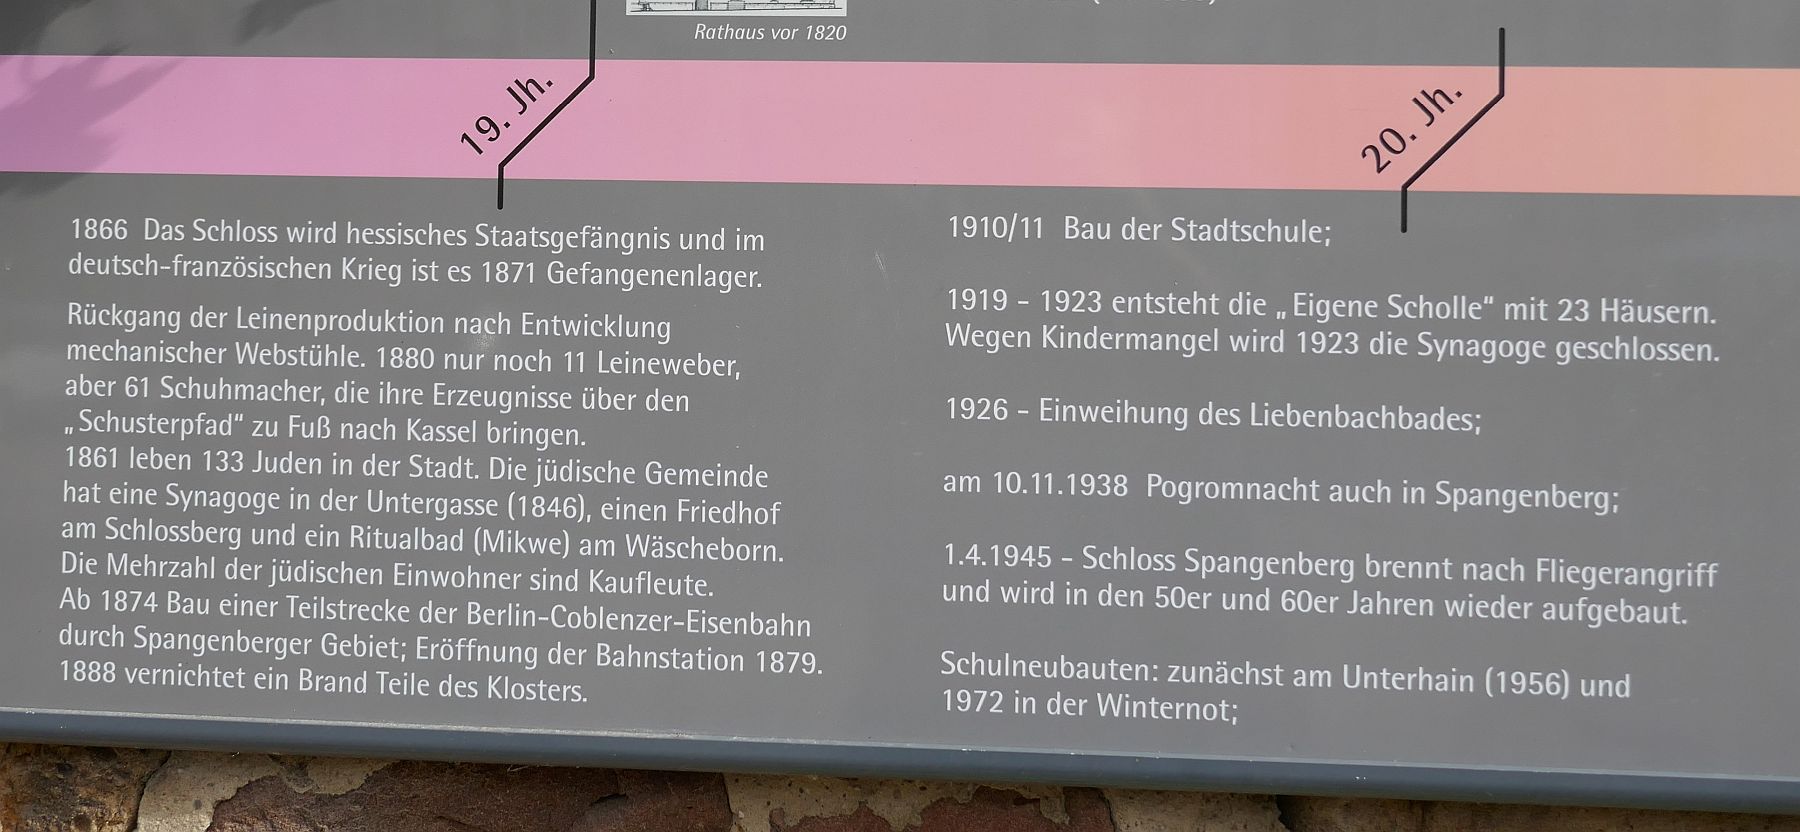 Rathaus vor 1820
19. Jh.
20. Jh.
1866 Das Schloss wird hessisches Staatsgefängnis und im
deutsch-französischen Krieg ist es 1871 Gefangenenlager.
Rückgang der Leinenproduktion nach Entwicklung
mechanischer Webstühle. 1880 nur noch 11 Leineweber,
aber 61 Schuhmacher, die ihre Erzeugnisse über den
„Schusterpfad“ zu Fuß nach Kassel bringen.
1861 leben 133 Juden in der Stadt. Die jüdische Gemeinde
hat eine Synagoge in der Untergasse (1846), einen Friedhof
am Schlossberg und ein Ritualbad (Mikwe) am Wäscheborn.
Die Mehrzahl der jüdischen Einwohner sind Kaufleute.
Ab 1874 Bau einer Teilstrecke der Berlin-Coblenzer-Eisenbahn
durch Spangenberger Gebiet; Eröffnung der Bahnstation 1879.
1888 vernichtet ein Brand Teile des Klosters.
1910/11 Bau der Stadtschule;
1919 - 1923 entsteht die „Eigene Scholle“ mit 23 Häusern.
Wegen Kindermangel wird 1923 die Synagoge geschlossen.
1926 - Einweihung des Liebenbachbades;
am 10.11.1938 Pogromnacht auch in Spangenberg;
1.4.1945 - Schloss Spangenberg brennt nach Fliegerangriff
und wird in den 50er und 60er Jahren wieder aufgebaut.
Schulneubauten: zunächst am Unterhain (1956) und
1972 in der Winternot;